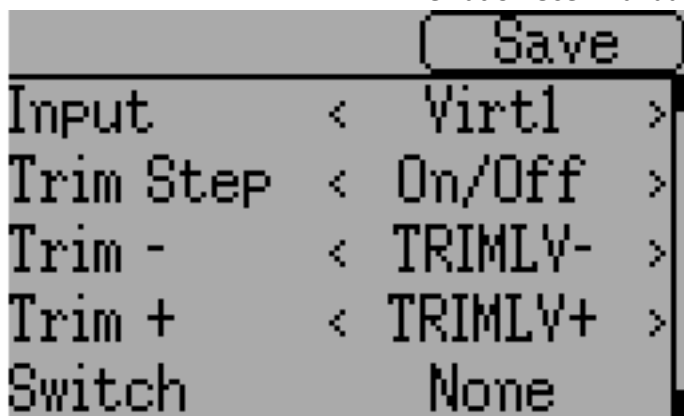 Save
Input < Virt1 >
Trim Step < On/Off >
Trim - < TRIMLV- >
Trim + < TRIMLV+ >
Switch None